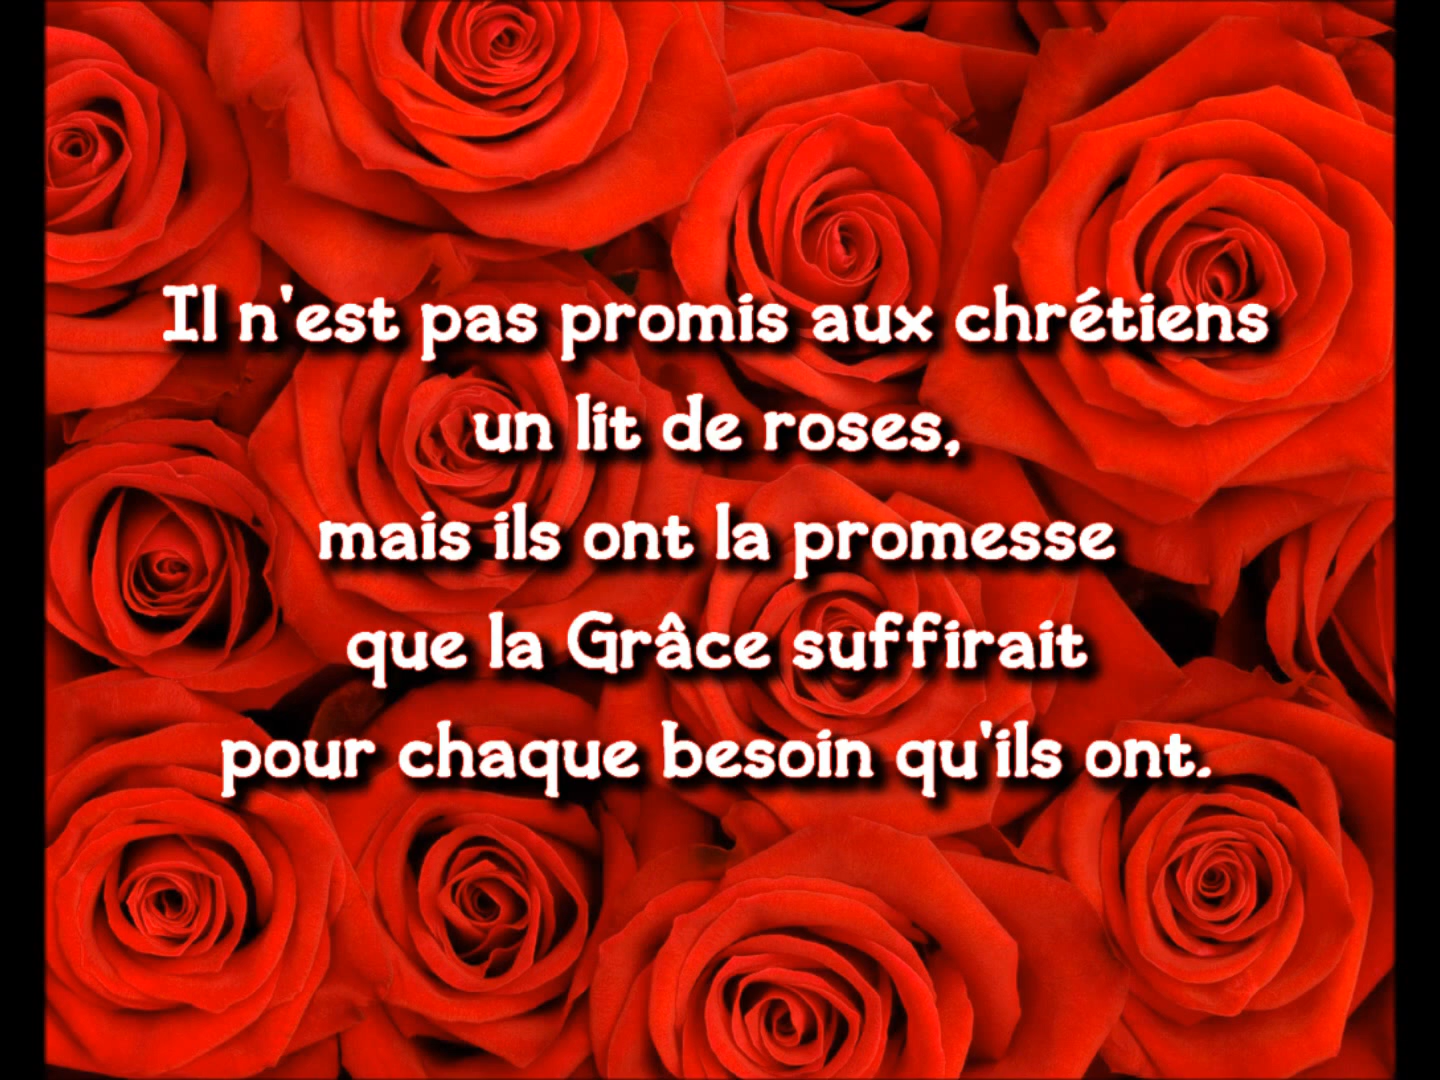 Il n'est pas promis aux chrétiens
un lit de roses,
mais ils ont la promesse
que la Grâce suffirait
pour chaque besoin qu'ils ont.